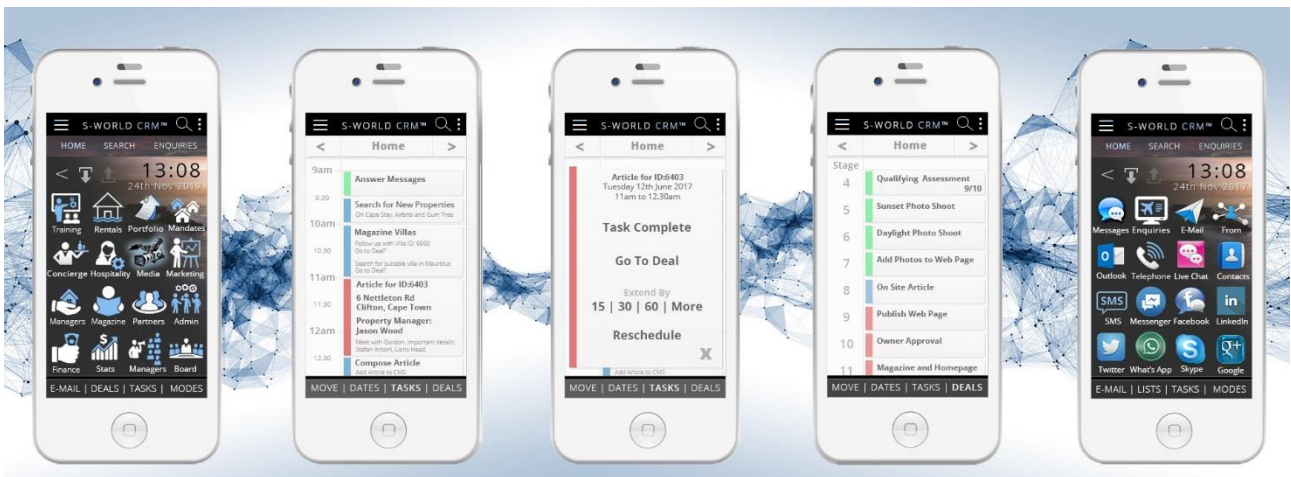 S-WORLD CRM™
HOME SEARCH ENQUIRIES
< 13:08
24th Nov 2019
Training Rentals Portfolio Mandates
Concierge Hospitality Media Marketing
Managers Magazine Partners Admin
Finance Stats Managers Board
E-MAIL | DEALS | TASKS | MODES
S-WORLD CRM™
< Home >
9am
Answer Messages
9.30
Search for New Properties
On Cape Stay, Airbnb and Gum Tree
10am
Magazine Villas
10.30
Follow up with Villa ID: 6050
Go to Deal?
Search for suitable villa in Mauritius
Go to Deal?
11am
Article for ID:6403
11.30
6 Nettleton Rd
Clifton, Cape Town
Property Manager:
12am
Jason Wood
Meet with Gordon, important details:
Stefan Antoni, Lions Head,
12.30
Compose Article
Add Article to CMS
MOVE | DATES | TASKS | DEALS
S-WORLD CRM™
< Home >
Article for ID:6403
Tuesday 12th June 2017
11am to 12.30am
Task Complete
Go To Deal
Extend By
15 | 30 | 60 | More
Reschedule
X
Add Article to CMS
MOVE | DATES | TASKS | DEALS
S-WORLD CRM™
< Home >
Stage
4 Qualifying Assessment
9/10
5 Sunset Photo Shoot
6 Daylight Photo Shoot
7 Add Photos to Web Page
8 On Site Article
9 Publish Web Page
10 Owner Approval
11 Magazine and Homepage
MOVE | DATES | TASKS | DEALS
S-WORLD CRM™
HOME SEARCH ENQUIRIES
< 13:08
24th Nov 2019
Messages Enquiries E-Mail From
Outlook Telephone Live Chat Contacts
SMS
in
SMS Messenger Facebook LinkedIn
Twitter What's App Skype Google
E-MAIL | LISTS | TASKS | MODES